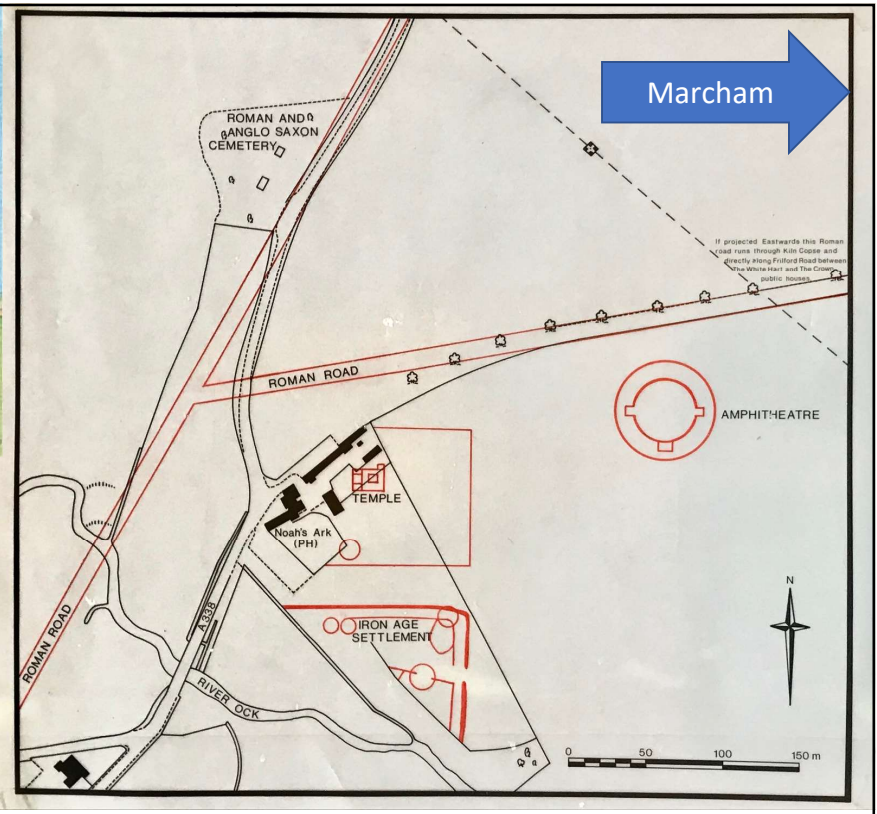 Marcham
ROMAN AND
ANGLO SAXON
CEMETERY
If projected Eastwards this Roman
road runs through Kiln Copse and
directly along Frilford Road between
The White Hart and The Crown
public houses
ROMAN ROAD
AMPHITHEATRE
TEMPLE
Noah's Ark
(PH)
IRON AGE
SETTLEMENT
A 338
ROMAN ROAD
RIVER OCK
N
0 50 100 150 m